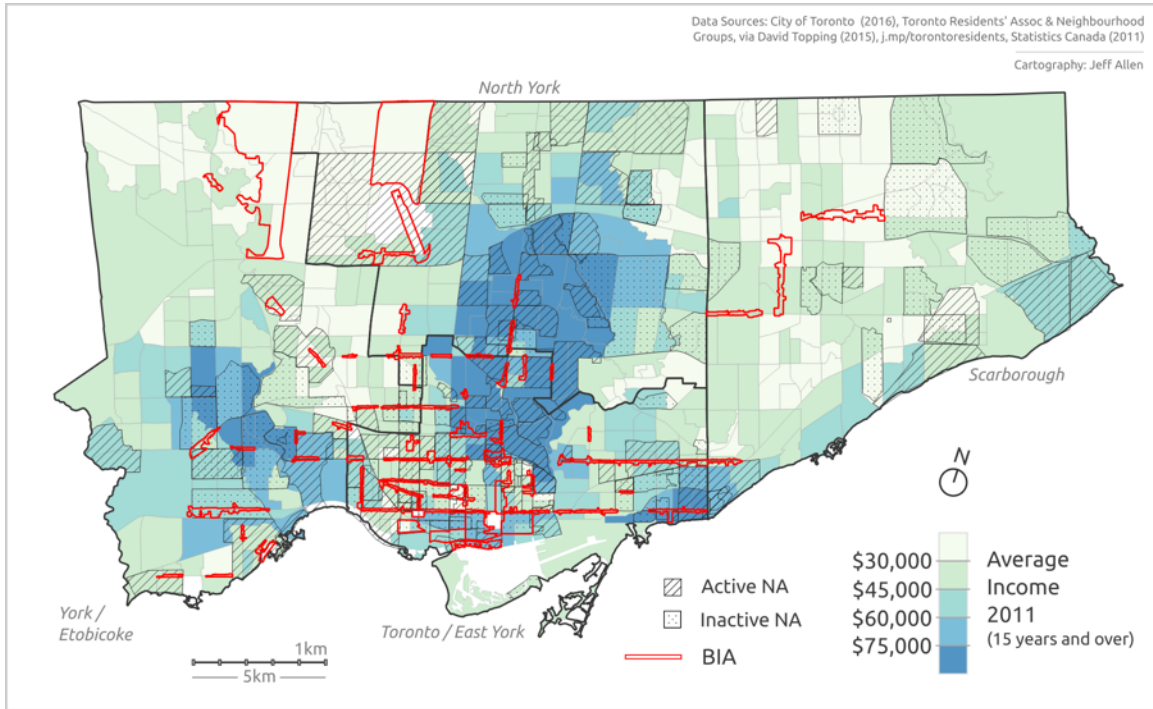 Data Sources: City of Toronto (2016), Toronto Residents' Assoc & Neighbourhood
Groups, via David Topping (2015), j.mp/torontoresidents, Statistics Canada (2011)
Cartography: Jeff Allen
North York
Scarborough
N
York /
Etobicoke
Toronto / East York
1km
5km
Active NA
Inactive NA
BIA
$30,000
$45,000
$60,000
$75,000
Average
Income
2011
(15 years and over)